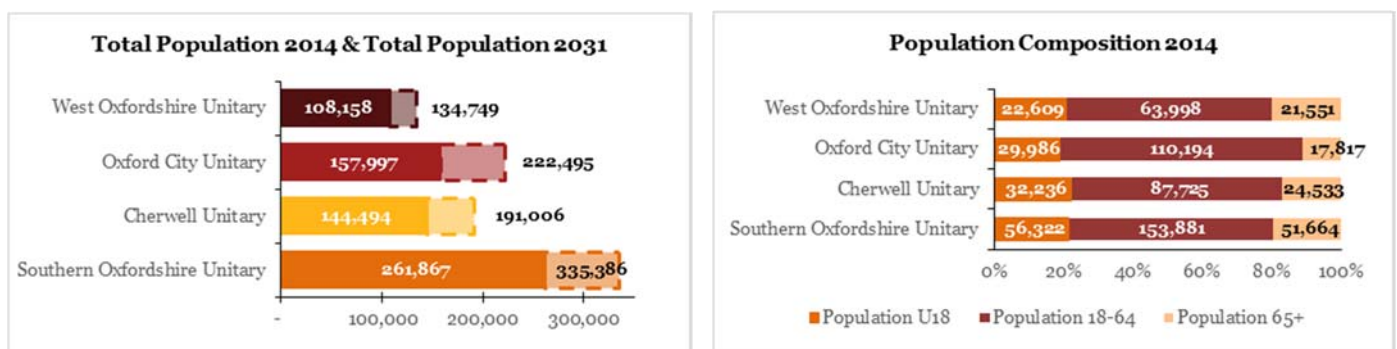 Total Population 2014 & Total Population 2031
West Oxfordshire Unitary 108,158 134,749
Oxford City Unitary 157,997 222,495
Cherwell Unitary 144,494 191,006
Southern Oxfordshire Unitary 261,867 335,386
- 100,000 200,000 300,000
Population Composition 2014
West Oxfordshire Unitary 22,609 63,998 21,551
Oxford City Unitary 29,986 110,194 17,817
Cherwell Unitary 32,236 87,725 24,533
Southern Oxfordshire Unitary 56,322 153,881 51,664
0% 20% 40% 60% 80% 100%
Population U18 Population 18-64 Population 65+